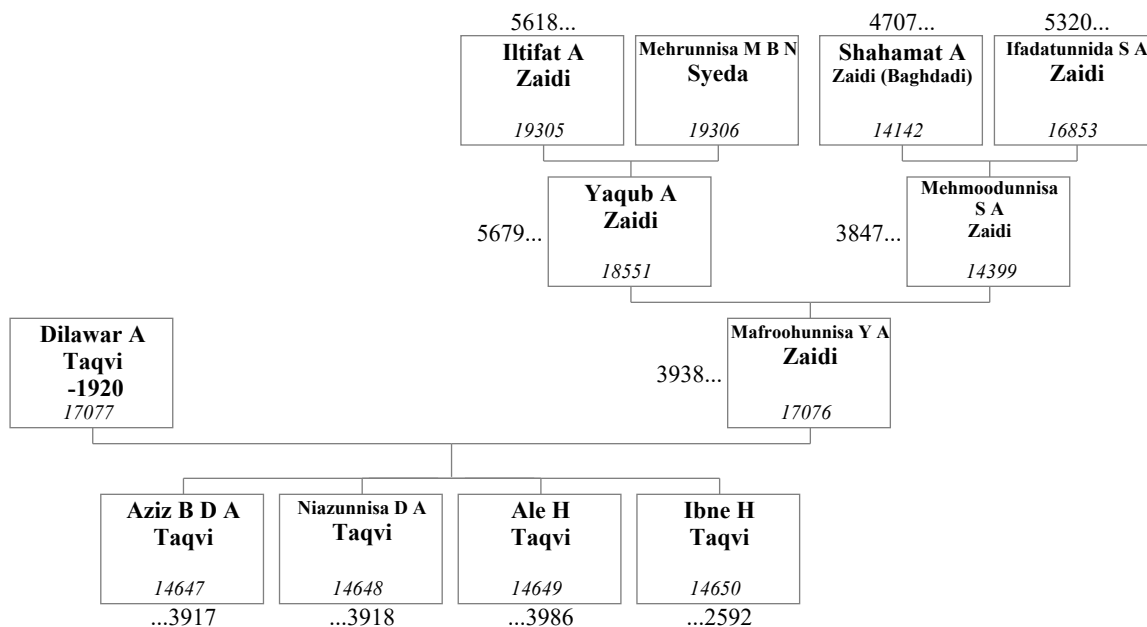 5618...
4707...
5320...
Iltifat A
Zaidi
19305
Mehrunnisa M B N
Syeda
19306
Shahamat A
Zaidi (Baghdadi)
14142
Ifadatunnida S A
Zaidi
16853
5679...
Yaqub A
Zaidi
18551
3847...
Mehmoodunnisa
S A
Zaidi
14399
Dilawar A
Taqvi
-1920
17077
3938...
Mafroohunnisa Y A
Zaidi
17076
Aziz B D A
Taqvi
14647
...3917
Niazunnisa D A
Taqvi
14648
...3918
Ale H
Taqvi
14649
...3986
Ibne H
Taqvi
14650
...2592